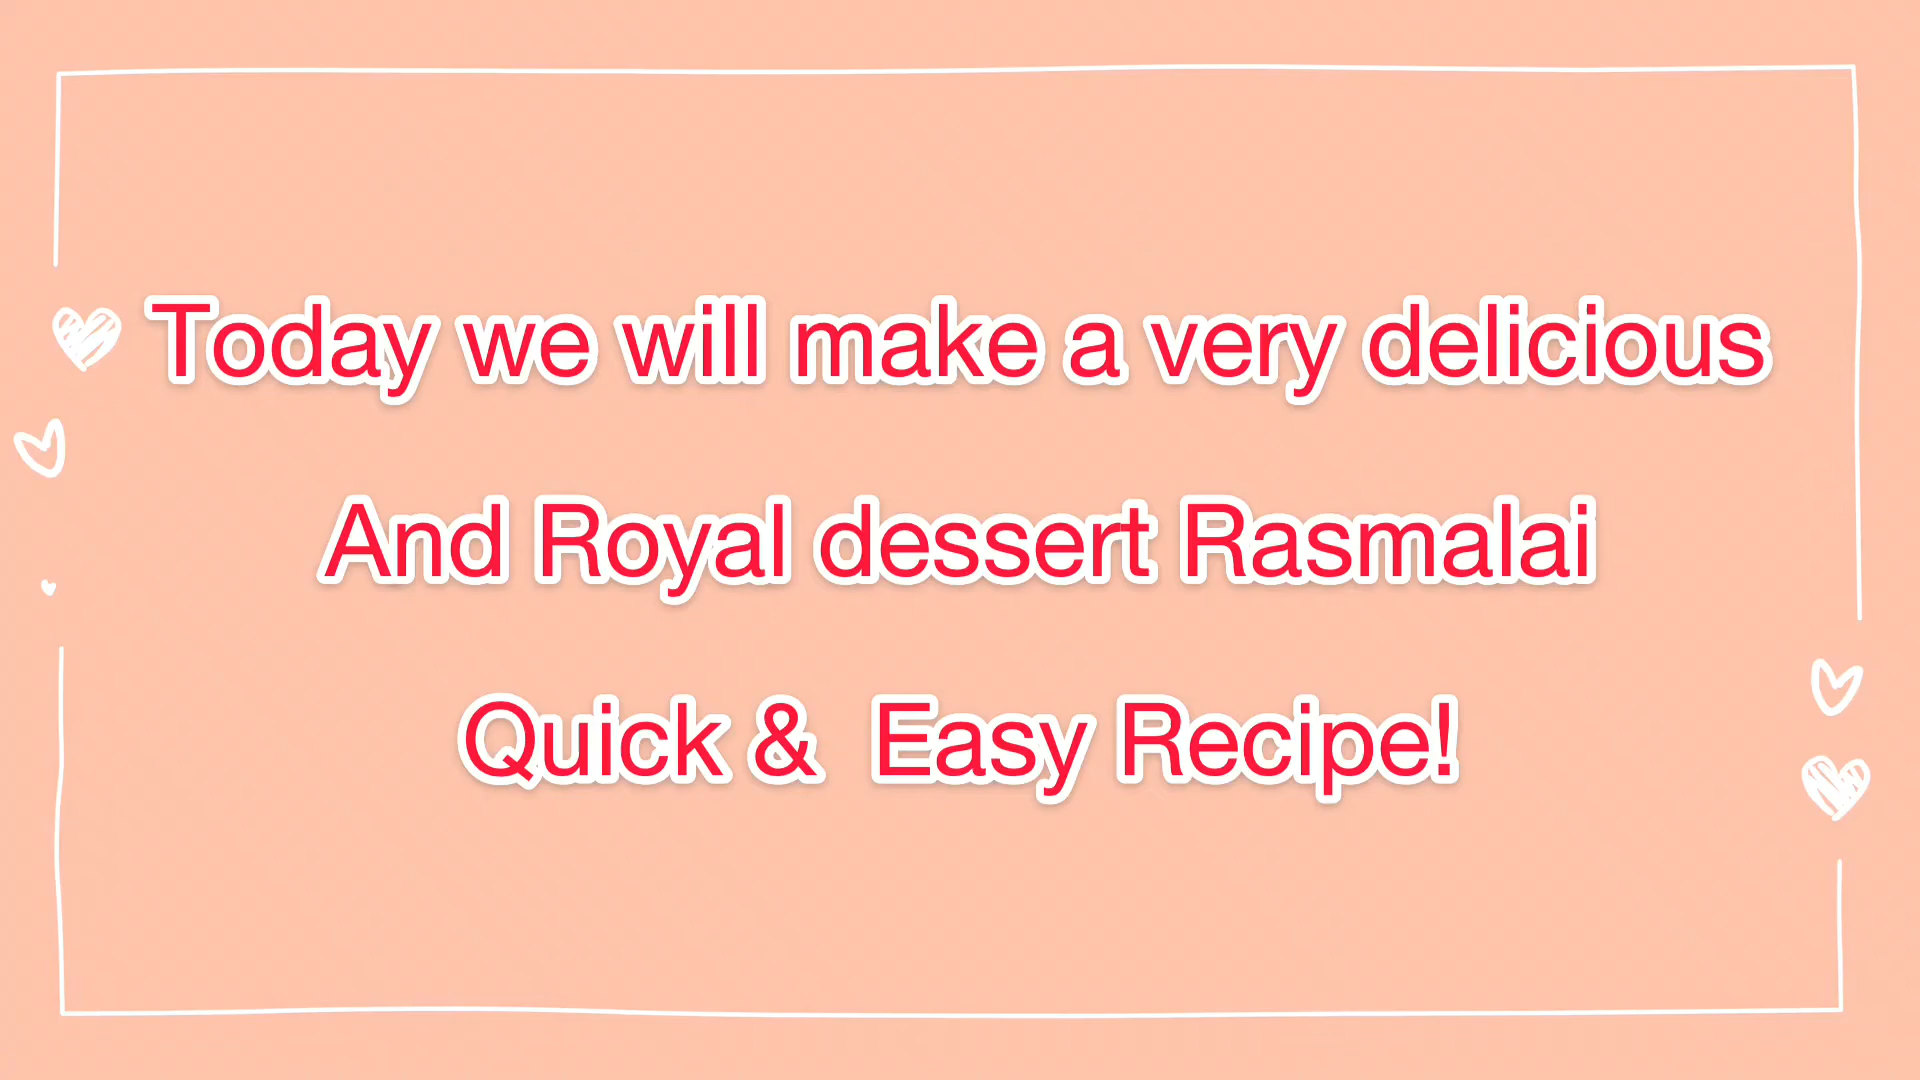 Today we will make a very delicious
And Royal dessert Rasmalai
Quick &  Easy Recipe!